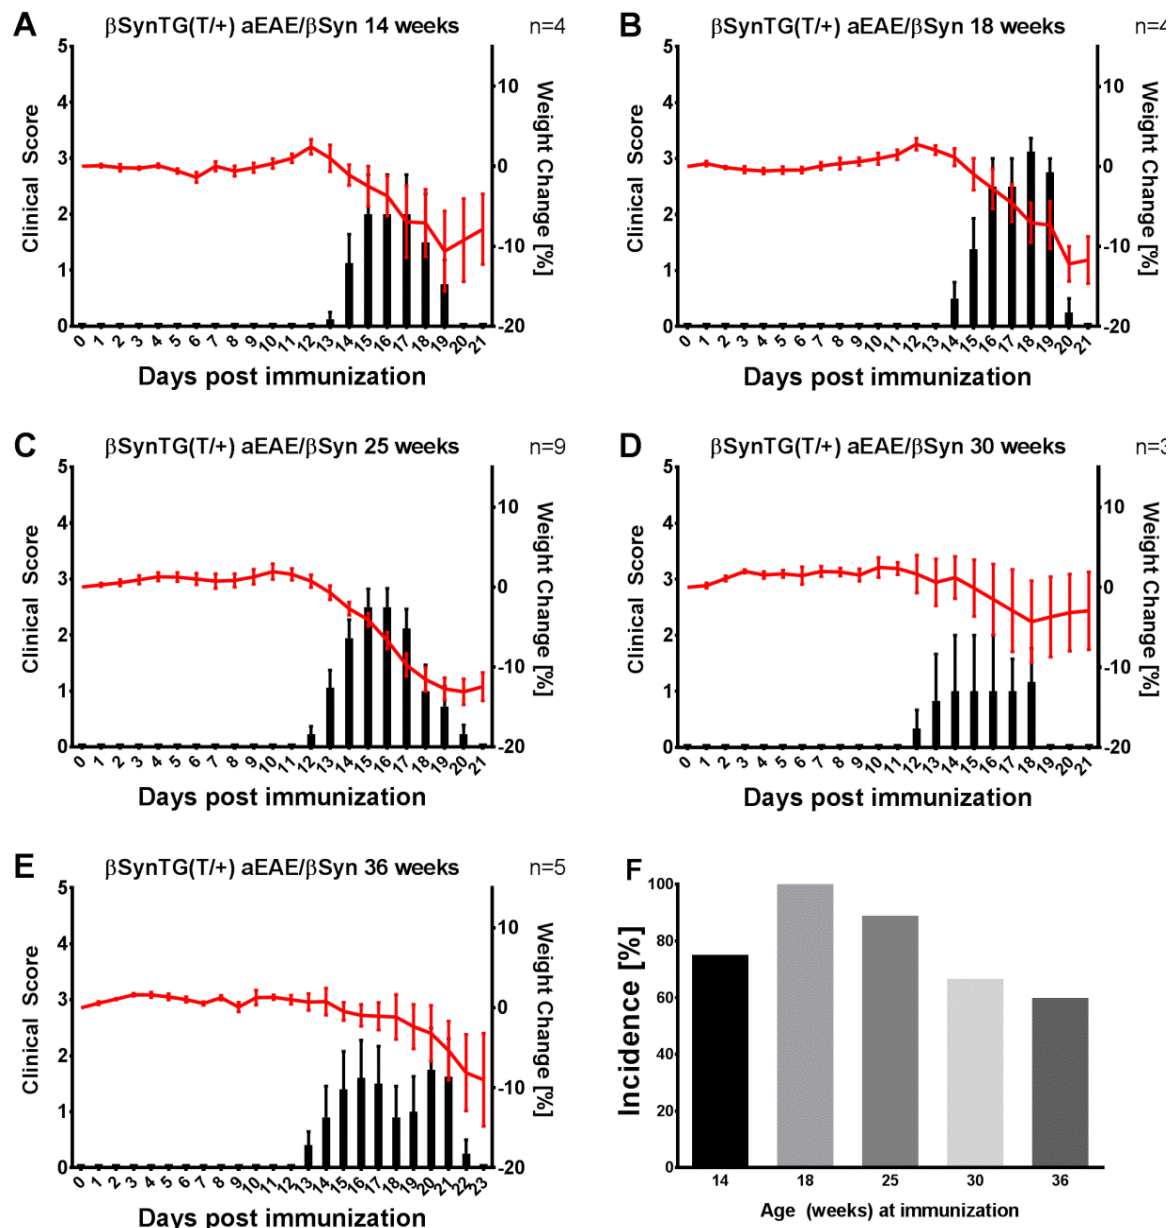 A βSynTG(T/+) aEAE/βSyn 14 weeks n=4
5
4
3
2
1
0
Clinical Score
10
0
-10
-20
Weight Change [%]
0 1 2 3 4 5 6 7 8 9 10 11 12 13 14 15 16 17 18 19 20 21
Days post immunization
B βSynTG(T/+) aEAE/βSyn 18 weeks n=4
5
4
3
2
1
0
Clinical Score
10
0
-10
-20
Weight Change [%]
0 1 2 3 4 5 6 7 8 9 10 11 12 13 14 15 16 17 18 19 20 21
Days post immunization
C βSynTG(T/+) aEAE/βSyn 25 weeks n=9
5
4
3
2
1
0
Clinical Score
10
0
-10
-20
Weight Change [%]
0 1 2 3 4 5 6 7 8 9 10 11 12 13 14 15 16 17 18 19 20 21
Days post immunization
D βSynTG(T/+) aEAE/βSyn 30 weeks n=3
5
4
3
2
1
0
Clinical Score
10
0
-10
-20
Weight Change [%]
0 1 2 3 4 5 6 7 8 9 10 11 12 13 14 15 16 17 18 19 20 21
Days post immunization
E βSynTG(T/+) aEAE/βSyn 36 weeks n=5
5
4
3
2
1
0
Clinical Score
10
0
-10
-20
Weight Change [%]
0 1 2 3 4 5 6 7 8 9 10 11 12 13 14 15 16 17 18 19 20 21 22 23
Days post immunization
F
100
80
60
40
20
0
Incidence [%]
14 18 25 30 36
Age (weeks) at immunization